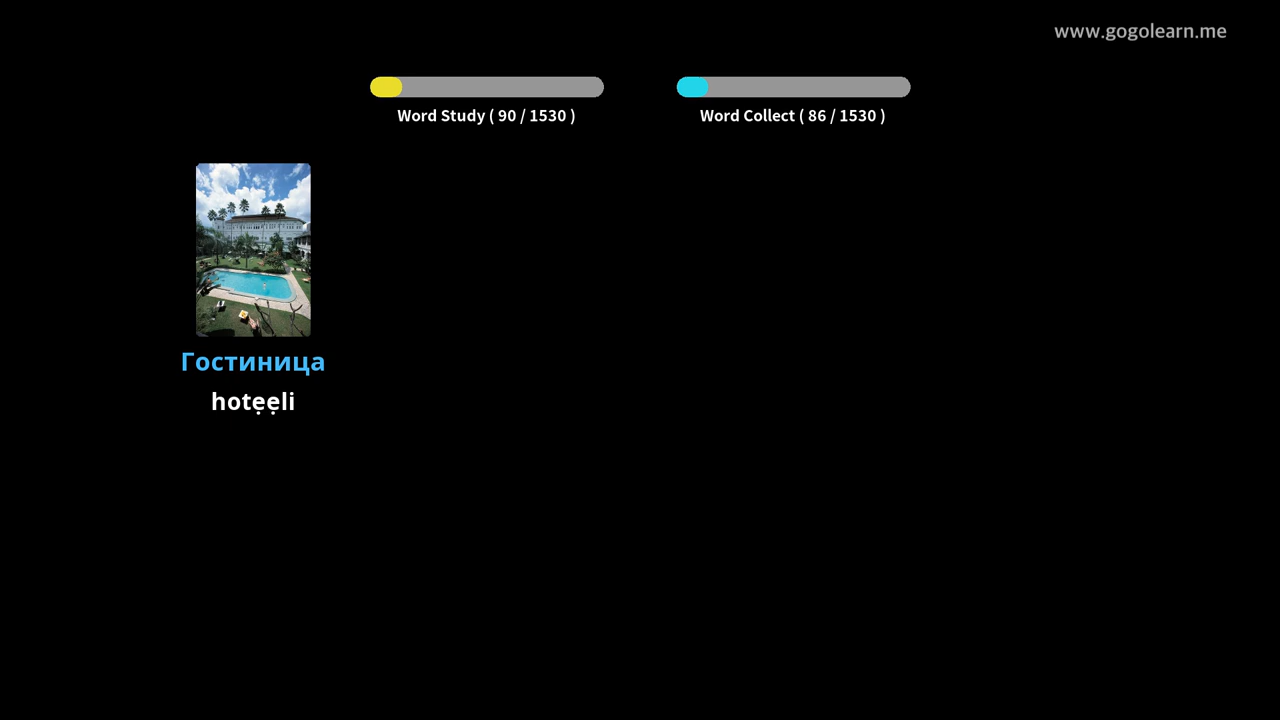 www.gogolearn.me
Word Study ( 90 / 1530 )
Word Collect ( 86 / 1530 )
Гостиница
hotẹẹli